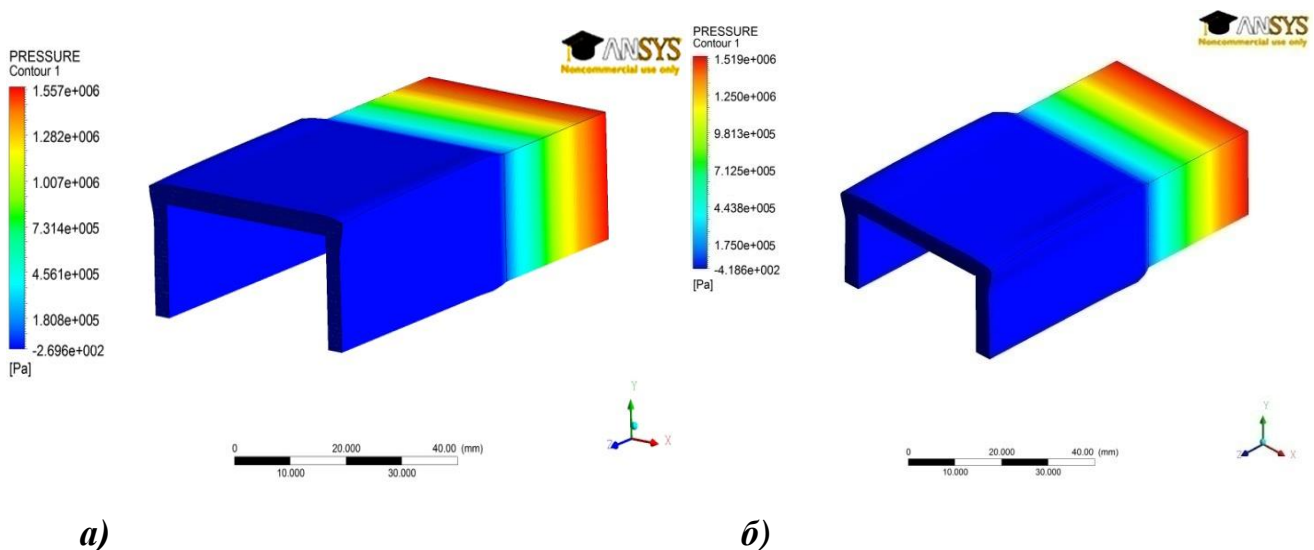 PRESSURE
Contour 1
1.557e+006
1.282e+006
1.007e+006
7.314e+005
4.561e+005
1.808e+005
-2.696e+002
[Pa]
ANSYS
Noncommercial use only
Y
Z
X
0 20.000 40.00 (mm)
10.000 30.000
а)
PRESSURE
Contour 1
1.519e+006
1.250e+006
9.813e+005
7.125e+005
4.438e+005
1.750e+005
-4.186e+002
[Pa]
ANSYS
Noncommercial use only
Y
Z
X
0 20.000 40.00 (mm)
10.000 30.000
б)